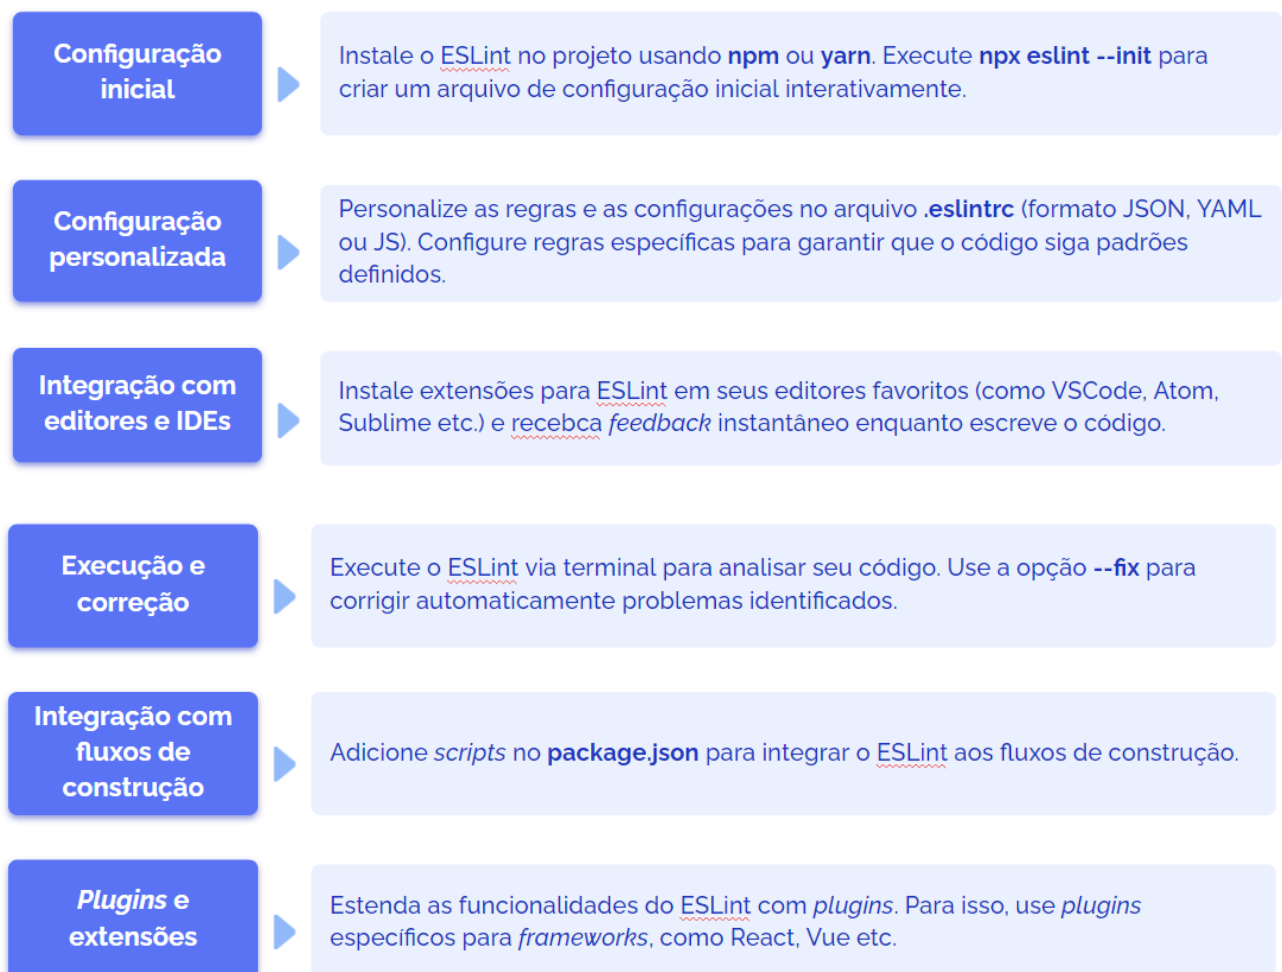 Configuração
inicial
Instale o ESLint no projeto usando npm ou yarn. Execute npx eslint --init para
criar um arquivo de configuração inicial interativamente.
Configuração
personalizada
Personalize as regras e as configurações no arquivo .eslintrc (formato JSON, YAML
ou JS). Configure regras específicas para garantir que o código siga padrões
definidos.
Integração com
editores e IDEs
Instale extensões para ESLint em seus editores favoritos (como VSCode, Atom,
Sublime etc.) e recebca feedback instantâneo enquanto escreve o código.
Execução e
correção
Execute o ESLint via terminal para analisar seu código. Use a opção --fix para
corrigir automaticamente problemas identificados.
Integração com
fluxos de
construção
Adicione scripts no package.json para integrar o ESLint aos fluxos de construção.
Plugins e
extensões
Estenda as funcionalidades do ESLint com plugins. Para isso, use plugins
específicos para frameworks, como React, Vue etc.